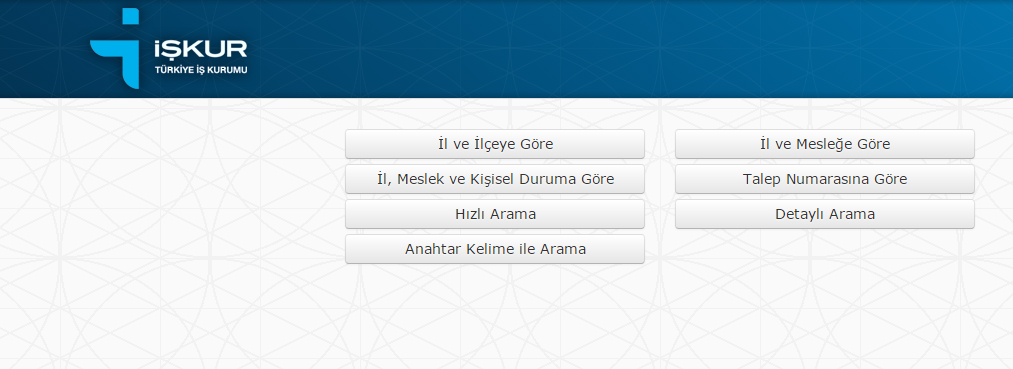 İŞKUR
TÜRKİYE İŞ KURUMU
İl ve İlçeye Göre
İl ve Mesleğe Göre
İl, Meslek ve Kişisel Duruma Göre
Talep Numarasına Göre
Hızlı Arama
Detaylı Arama
Anahtar Kelime ile Arama